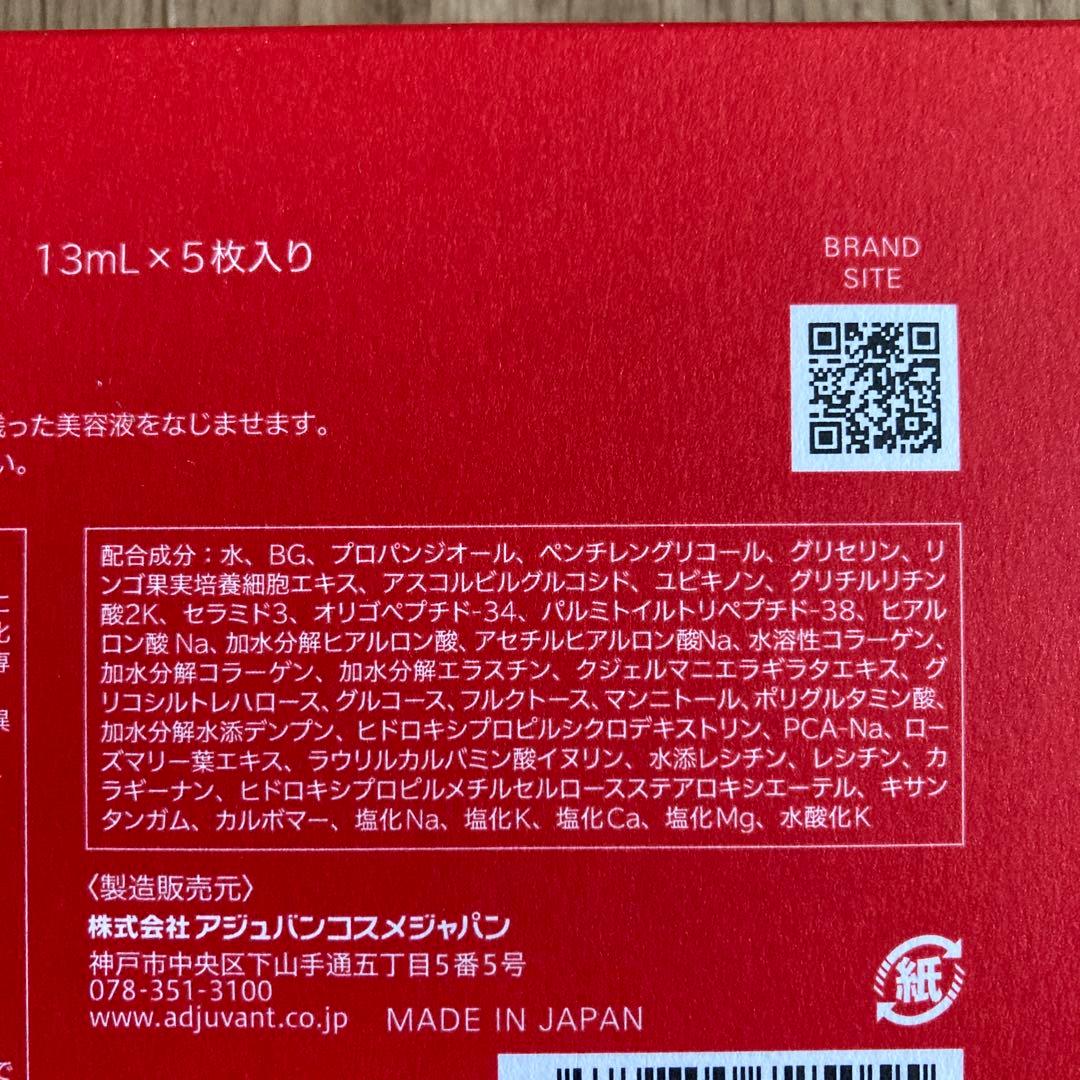 13mL×5枚入り
BRAND
SITE
った美容液をなじませます。
い。
配合成分：水、BG、プロパンジオール、ペンチレングリコール、グリセリン、リ
ンゴ果実培養細胞エキス、アスコルビルグルコシド、ユビキノン、グリチルリチン
酸2K、セラミド3、オリゴペプチド-34、パルミトイルトリペプチド-38、ヒアル
ロン酸Na、加水分解ヒアルロン酸、アセチルヒアルロン酸Na、水溶性コラーゲン、
加水分解コラーゲン、加水分解エラスチン、クジェルマニエラギラタエキス、グ
リコシルトレハロース、グルコース、フルクトース、マンニトール、ポリグルタミン酸、
加水分解水添デンプン、ヒドロキシプロピルシクロデキストリン、PCA-Na、ロー
ズマリー葉エキス、ラウリルカルバミン酸イヌリン、水添レシチン、レシチン、カ
ラギーナン、ヒドロキシプロピルメチルセルロースステアロキシエーテル、キサン
タンガム、カルボマー、塩化Na、塩化K、塩化Ca、塩化Mg、水酸化K
〈製造販売元〉
株式会社アジュバンコスメジャパン
神戸市中央区下山手通五丁目5番5号
078-351-3100
www.adjuvant.co.jp MADE IN JAPAN
紙